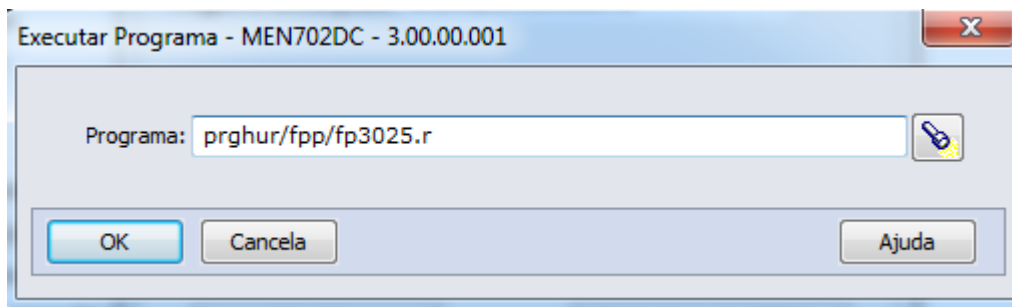 Executar Programa - MEN702DC - 3.00.00.001
Programa: prghur/fpp/fp3025.r
OK Cancela Ajuda